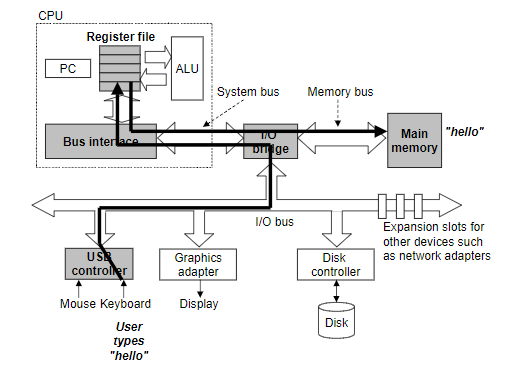 CPU
Register file
PC
ALU
System bus
Memory bus
Bus interface
I/O
bridge
Main
memory
"hello"
I/O bus
Expansion slots for
other devices such
as network adapters
USB
controller
Graphics
adapter
Disk
controller
Mouse Keyboard
Display
Disk
User
types
"hello"